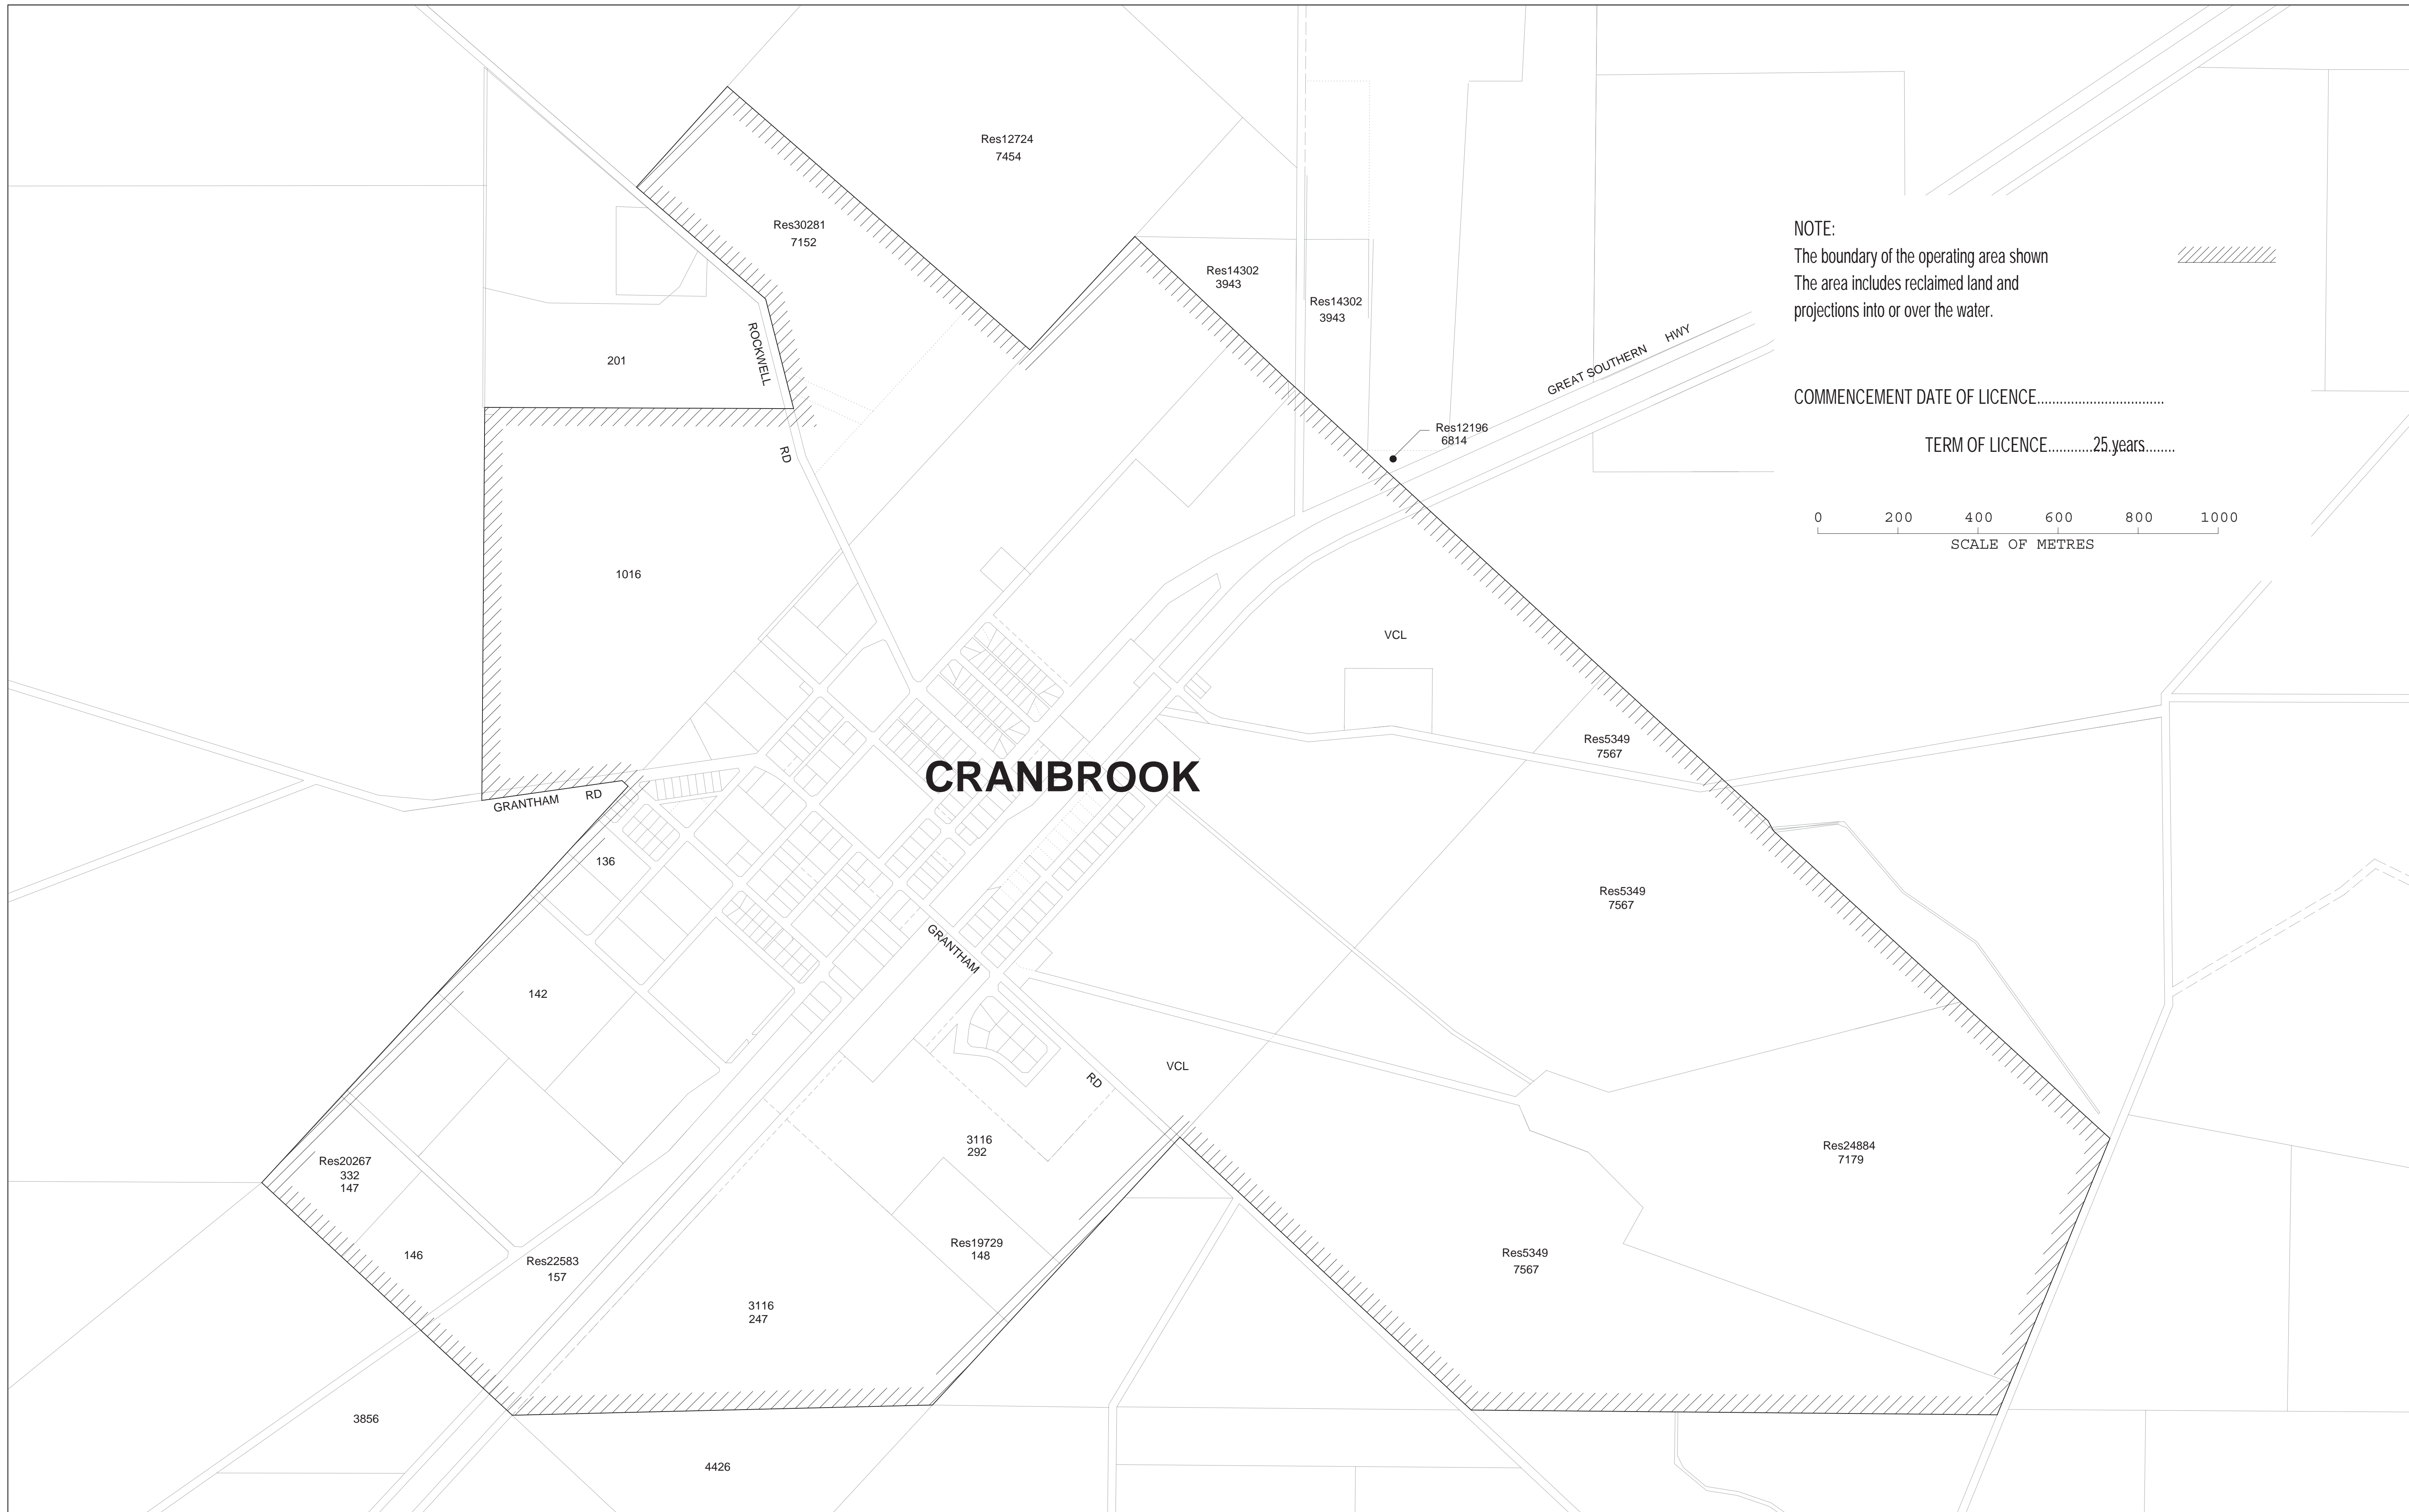 Res12724
7454
Res30281
7152
NOTE:
The boundary of the operating area shown
The area includes reclaimed land and
projections into or over the water.
Res14302
3943
Res14302
3943
ROCKWELL
RD
GREAT SOUTHERN HWY
201
COMMENCEMENT DATE OF LICENCE..................................
Res12196
6814
TERM OF LICENCE............25 years........
0 200 400 600 800 1000
SCALE OF METRES
1016
VCL
Res5349
7567
CRANBROOK
GRANTHAM RD
136
Res5349
7567
GRANTHAM
RD
142
VCL
3116
292
Res24884
7179
Res20267
332
147
Res19729
148
146
Res22583
157
Res5349
7567
3116
247
3856
4426